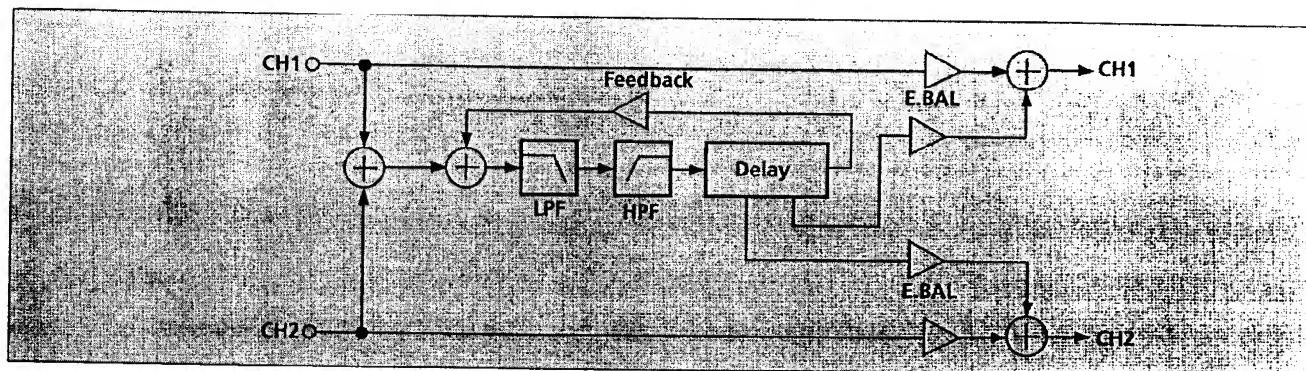 CH1
CH1
Feedback
E.BAL
Delay
LPF
HPF
E.BAL
CH2
CH2